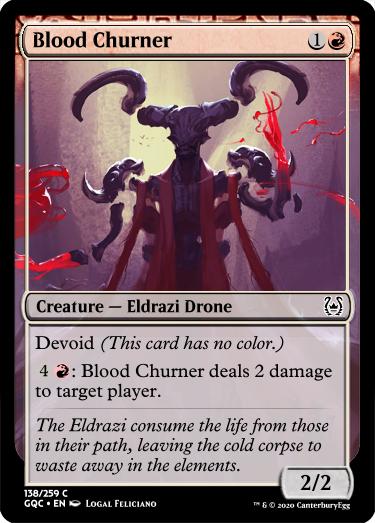 Blood Churner 1
Creature — Eldrazi Drone
Devoid (This card has no color.)
4 : Blood Churner deals 2 damage
to target player.
The Eldrazi consume the life from those
in their path, leaving the cold corpse to
waste away in the elements.
2/2
138/259 C
GQC • EN Logal Feliciano
™ & © 2020 CanterburyEgg